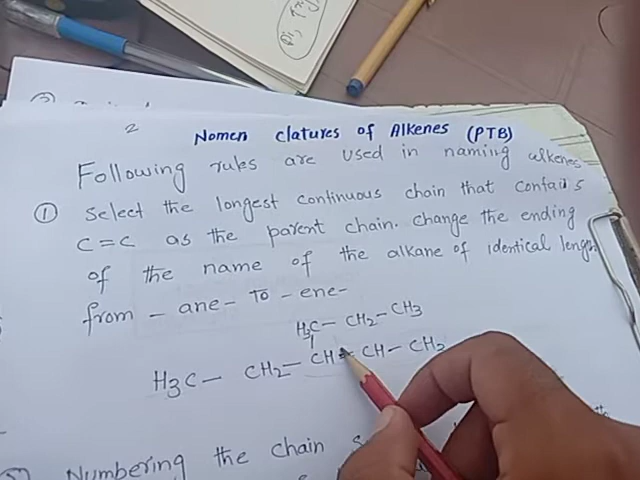 2
Nomen clatures of Alkenes (PTB)
Following rules are used in naming alkenes
① Select the longest continuous chain that contains
C=C as the parent chain. Change the ending
of the name of the alkane of identical length
from - ane - To - ene -
H3C - CH2 - CH3
H3C - CH2 - CH = CH - CH2
Numbering the chain